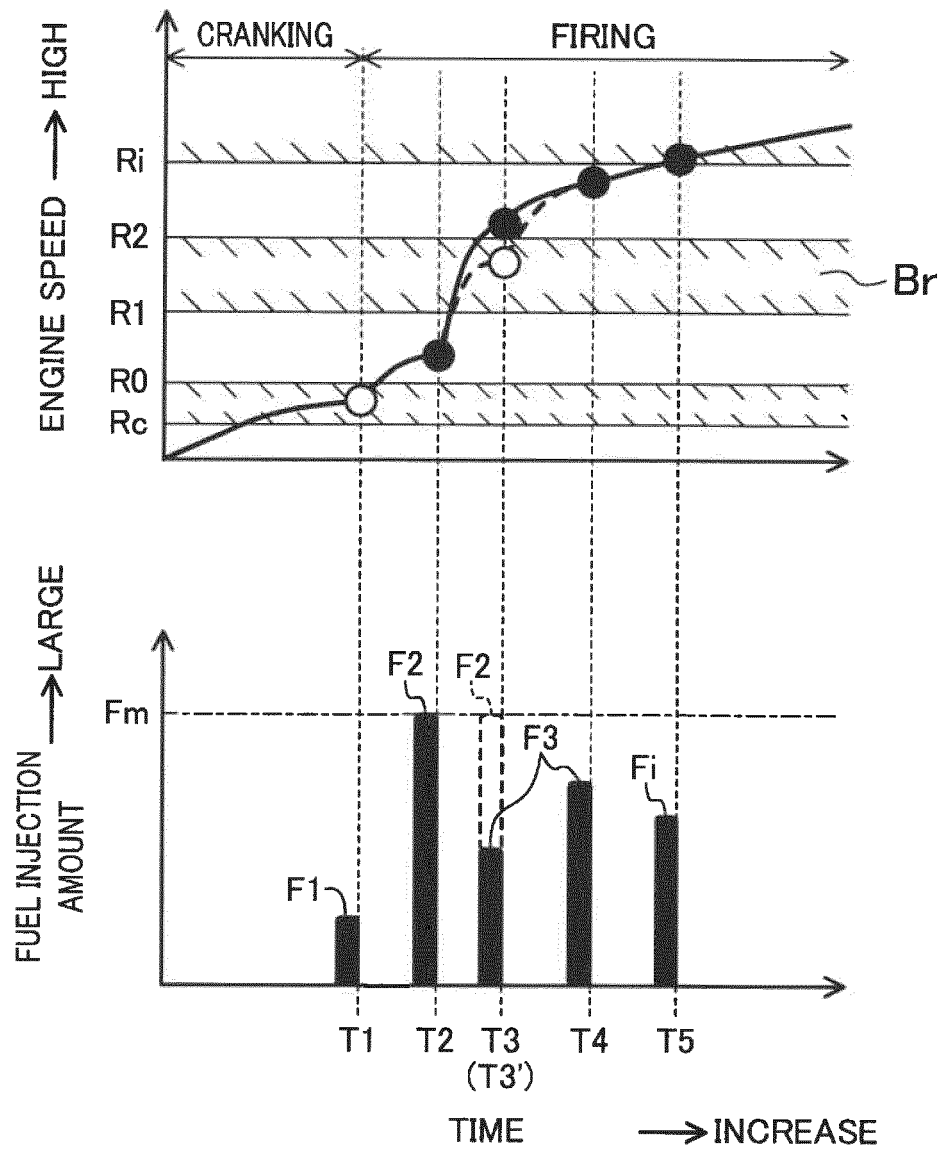 CRANKING
FIRING
ENGINE SPEED → HIGH
Ri
R2
R1
R0
Rc
Br
FUEL INJECTION
AMOUNT
→ LARGE
Fm
F2
F2
F3
Fi
F1
T1
T2
T3
T4
T5
(T3')
TIME
→ INCREASE